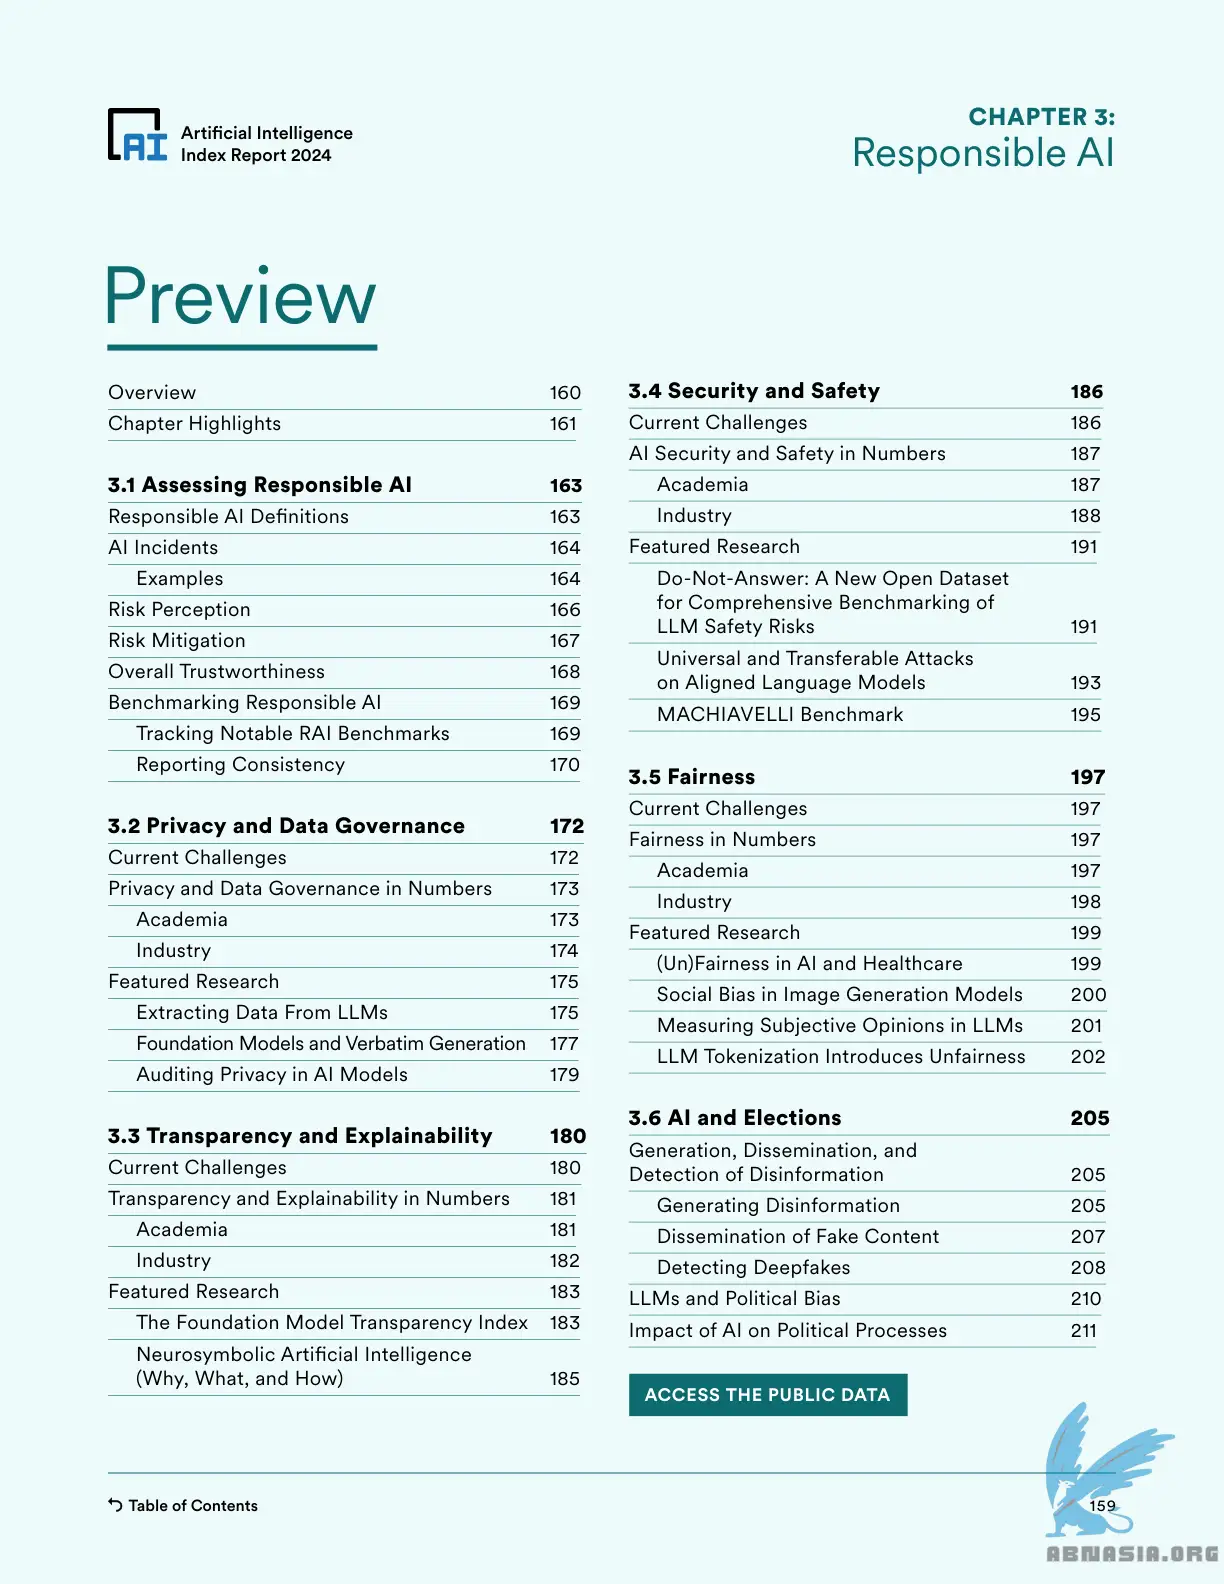 AI
Artificial Intelligence
Index Report 2024
CHAPTER 3:
Responsible AI
Preview
Overview 160
Chapter Highlights 161
3.1 Assessing Responsible AI 163
Responsible AI Definitions 163
AI Incidents 164
Examples 164
Risk Perception 166
Risk Mitigation 167
Overall Trustworthiness 168
Benchmarking Responsible AI 169
Tracking Notable RAI Benchmarks 169
Reporting Consistency 170
3.2 Privacy and Data Governance 172
Current Challenges 172
Privacy and Data Governance in Numbers 173
Academia 173
Industry 174
Featured Research 175
Extracting Data From LLMs 175
Foundation Models and Verbatim Generation 177
Auditing Privacy in AI Models 179
3.3 Transparency and Explainability 180
Current Challenges 180
Transparency and Explainability in Numbers 181
Academia 181
Industry 182
Featured Research 183
The Foundation Model Transparency Index 183
Neurosymbolic Artificial Intelligence
(Why, What, and How) 185
3.4 Security and Safety 186
Current Challenges 186
AI Security and Safety in Numbers 187
Academia 187
Industry 188
Featured Research 191
Do-Not-Answer: A New Open Dataset
for Comprehensive Benchmarking of
LLM Safety Risks 191
Universal and Transferable Attacks
on Aligned Language Models 193
MACHIAVELLI Benchmark 195
3.5 Fairness 197
Current Challenges 197
Fairness in Numbers 197
Academia 197
Industry 198
Featured Research 199
(Un)Fairness in AI and Healthcare 199
Social Bias in Image Generation Models 200
Measuring Subjective Opinions in LLMs 201
LLM Tokenization Introduces Unfairness 202
3.6 AI and Elections 205
Generation, Dissemination, and
Detection of Disinformation 205
Generating Disinformation 205
Dissemination of Fake Content 207
Detecting Deepfakes 208
LLMs and Political Bias 210
Impact of AI on Political Processes 211
ACCESS THE PUBLIC DATA
Table of Contents 159
ABNASIA.ORG